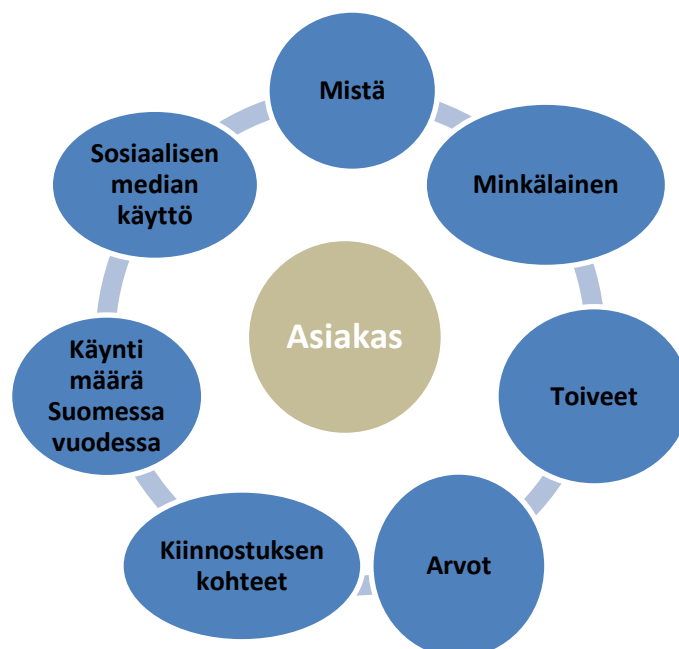 Mistä
Minkälainen
Toiveet
Arvot
Kiinnostuksen
kohteet
Käynti
määrä
Suomessa
vuodessa
Sosiaalisen
median
käyttö
Asiakas